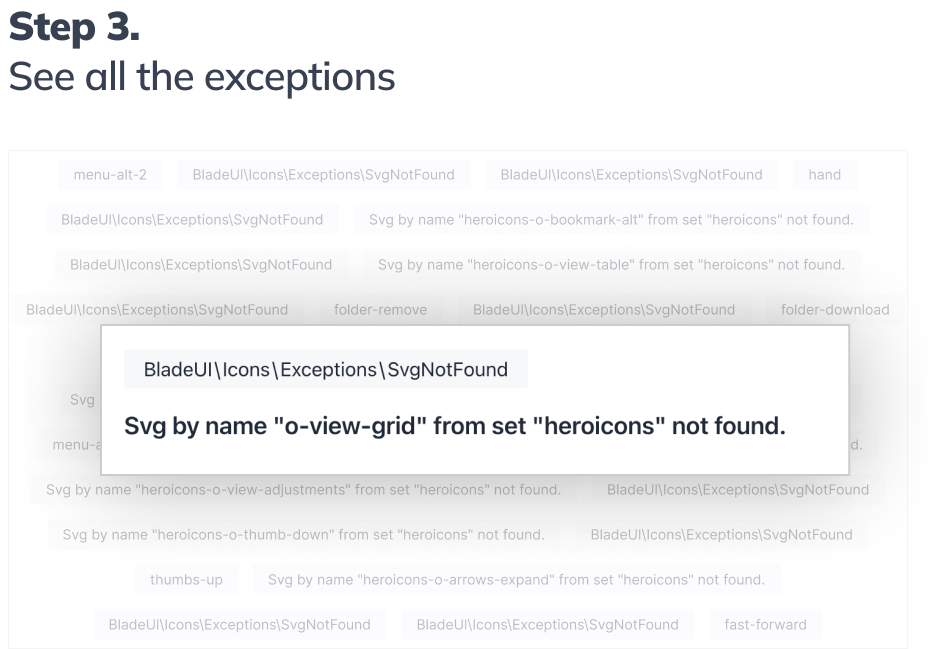 Step 3.
See all the exceptions
menu-alt-2 BladeUI\Icons\Exceptions\SvgNotFound BladeUI\Icons\Exceptions\SvgNotFound hand
BladeUI\Icons\Exceptions\SvgNotFound Svg by name "heroicons-o-bookmark-alt" from set "heroicons" not found.
BladeUI\Icons\Exceptions\SvgNotFound Svg by name "heroicons-o-view-table" from set "heroicons" not found.
BladeUI\Icons\Exceptions\SvgNotFound folder-remove BladeUI\Icons\Exceptions\SvgNotFound folder-download
BladeUI\Icons\Exceptions\SvgNotFound
Svg
Svg by name "o-view-grid" from set "heroicons" not found.
menu-a d.
Svg by name "heroicons-o-view-adjustments" from set "heroicons" not found. BladeUI\Icons\Exceptions\SvgNotFound
Svg by name "heroicons-o-thumb-down" from set "heroicons" not found. BladeUI\Icons\Exceptions\SvgNotFound
thumbs-up Svg by name "heroicons-o-arrows-expand" from set "heroicons" not found.
BladeUI\Icons\Exceptions\SvgNotFound BladeUI\Icons\Exceptions\SvgNotFound fast-forward